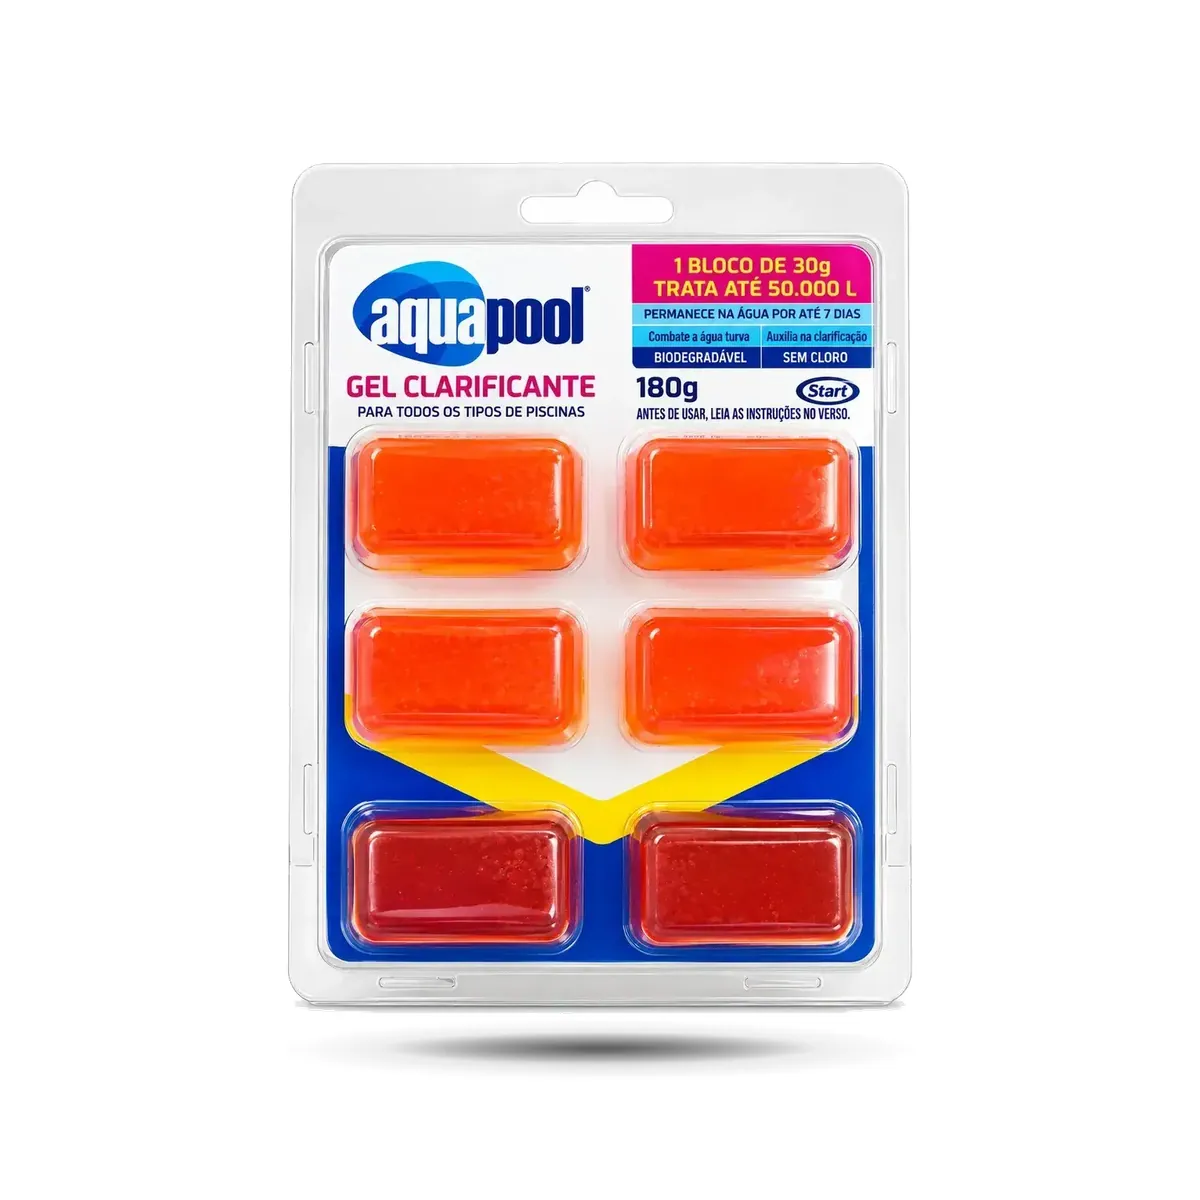 aquapool®
GEL CLARIFICANTE
PARA TODOS OS TIPOS DE PISCINAS
1 BLOCO DE 30g
TRATA ATÉ 50.000 L
PERMANECE NA ÁGUA POR ATÉ 7 DIAS
Combate a água turva
Auxilia na clarificação
BIODEGRADÁVEL
SEM CLORO
180g
Start
ANTES DE USAR, LEIA AS INSTRUÇÕES NO VERSO.